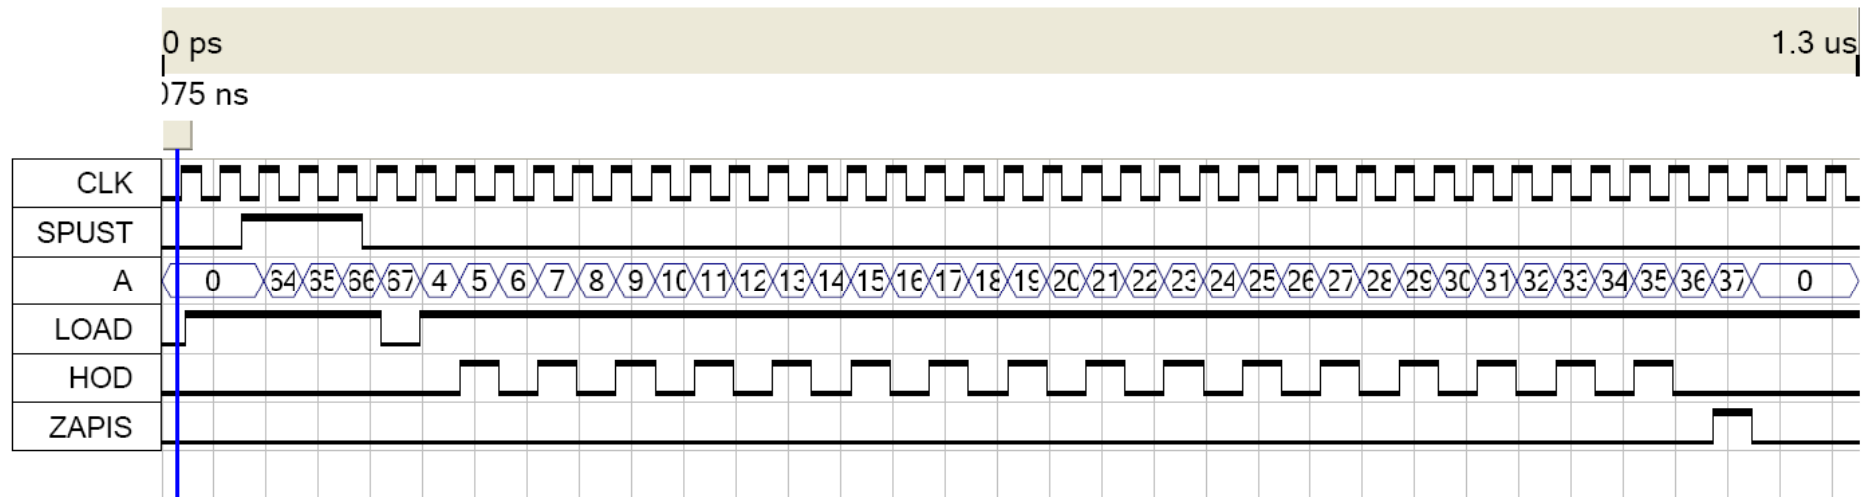 0 ps 1.3 us
075 ns
CLK
SPUST
A 0 64 65 66 67 4 5 6 7 8 9 10 11 12 13 14 15 16 17 18 19 20 21 22 23 24 25 26 27 28 29 30 31 32 33 34 35 36 37 0
LOAD
HOD
ZAPIS